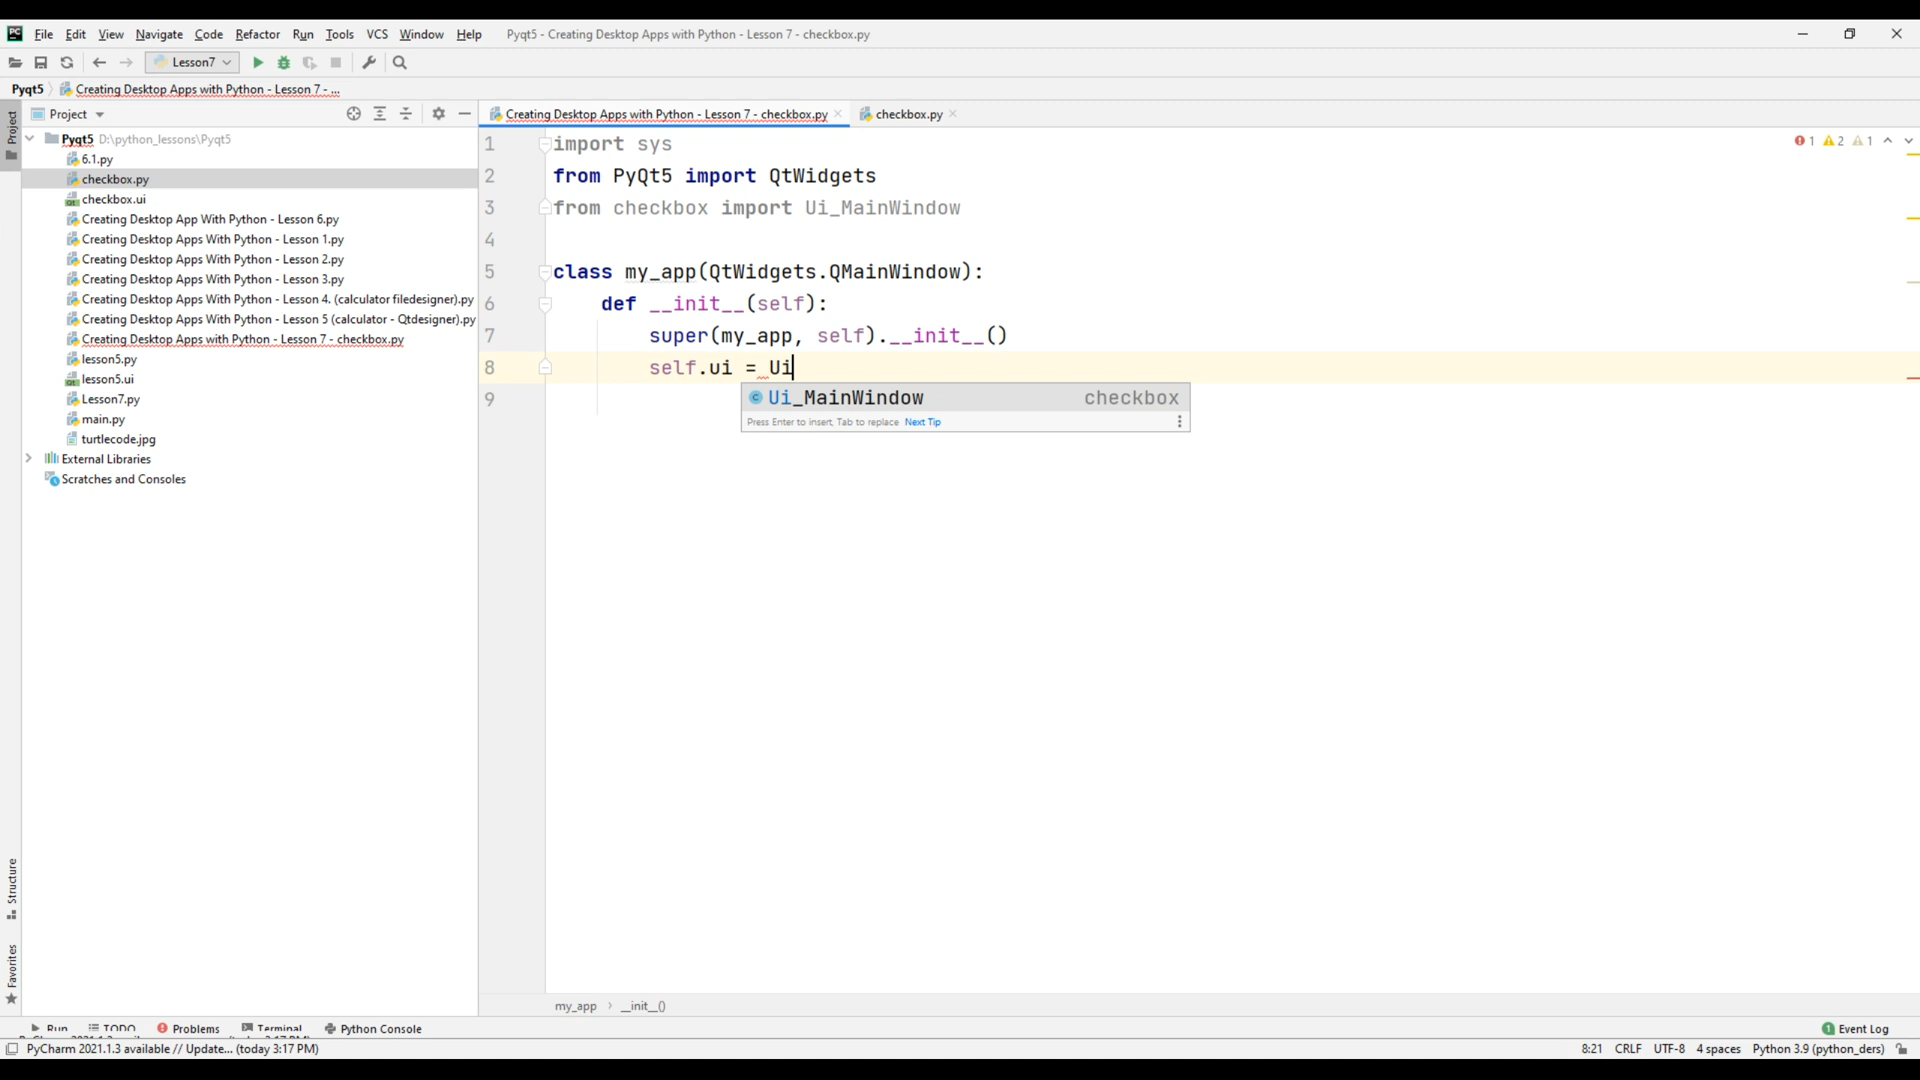 PC File Edit View Navigate Code Refactor Run Tools VCS Window Help Pyqt5 - Creating Desktop Apps with Python - Lesson 7 - checkbox.py
Lesson7
Pyqt5 Creating Desktop Apps with Python - Lesson 7 - ...
Project
Project
Creating Desktop Apps with Python - Lesson 7 - checkbox.py
checkbox.py
Pyqt5 D:\python_lessons\Pyqt5
6.1.py
checkbox.py
checkbox.ui
Creating Desktop App With Python - Lesson 6.py
Creating Desktop Apps With Python - Lesson 1.py
Creating Desktop Apps With Python - Lesson 2.py
Creating Desktop Apps With Python - Lesson 3.py
Creating Desktop Apps With Python - Lesson 4. (calculator filedesigner).py
Creating Desktop Apps With Python - Lesson 5 (calculator - Qtdesigner).py
Creating Desktop Apps with Python - Lesson 7 - checkbox.py
lesson5.py
lesson5.ui
Lesson7.py
main.py
turtlecode.jpg
External Libraries
Scratches and Consoles
1 import sys
2 from PyQt5 import QtWidgets
3 from checkbox import Ui_MainWindow
4
5 class my_app(QtWidgets.QMainWindow):
6 def __init__(self):
7 super(my_app, self).__init__()
8 self.ui = Ui
9
1 2 1
Ui_MainWindow checkbox
Press Enter to insert, Tab to replace Next Tip
Structure
Favorites
my_app > __init__()
Run TODO Problems Terminal Python Console
1 Event Log
PyCharm 2021.1.3 available // Update... (today 3:17 PM)
8:21 CRLF UTF-8 4 spaces Python 3.9 (python_ders)